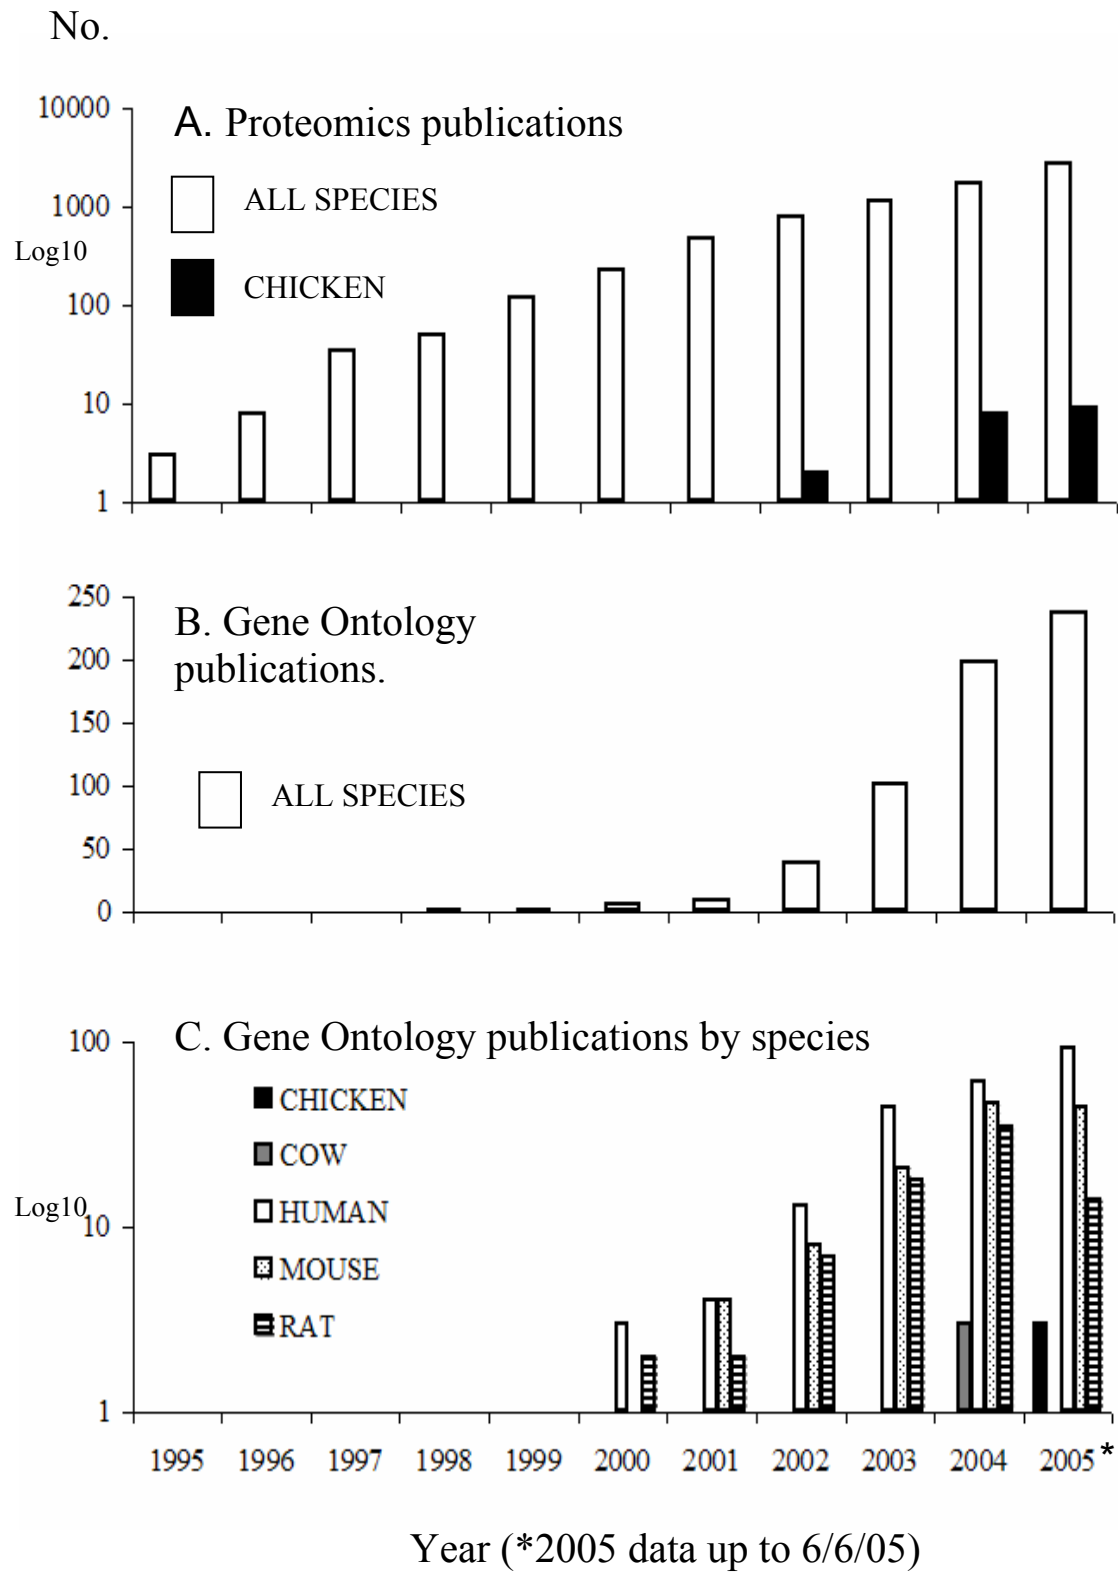 No.
10000
1000
Log10
100
10
1
A. Proteomics publications
ALL SPECIES
CHICKEN
250
200
150
100
50
0
B. Gene Ontology
publications.
ALL SPECIES
100
Log10
10
1
C. Gene Ontology publications by species
CHICKEN
COW
HUMAN
MOUSE
RAT
1995 1996 1997 1998 1999 2000 2001 2002 2003 2004 2005 *
Year (*2005 data up to 6/6/05)